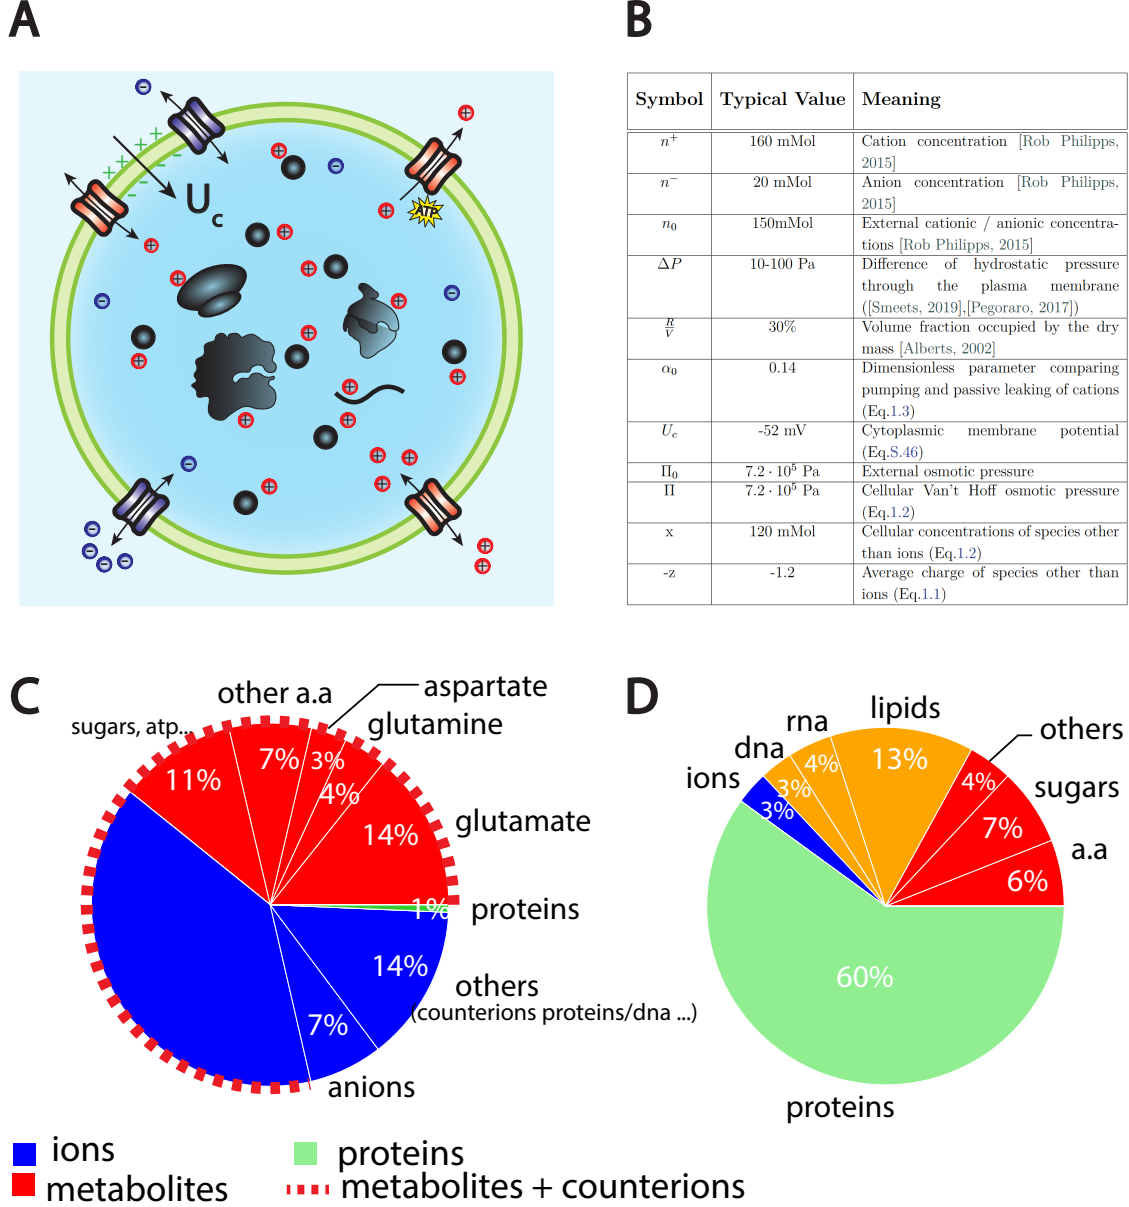 A
B
U
c
ATP
Symbol Typical Value Meaning
n+ 160 mMol Cation concentration [Rob Philipps,
2015]
n− 20 mMol Anion concentration [Rob Philipps,
2015]
n0 150mMol External cationic / anionic concentra-
tions [Rob Philipps, 2015]
ΔP 10-100 Pa Difference of hydrostatic pressure
through the plasma membrane
([Smeets, 2019],[Pegoraro, 2017])
R/V 30% Volume fraction occupied by the dry
mass [Alberts, 2002]
α0 0.14 Dimensionless parameter comparing
pumping and passive leaking of cations
(Eq.1.3)
Uc -52 mV Cytoplasmic membrane potential
(Eq.S.46)
Π0 7.2 · 10⁵ Pa External osmotic pressure
Π 7.2 · 10⁵ Pa Cellular Van't Hoff osmotic pressure
(Eq.1.2)
x 120 mMol Cellular concentrations of species other
than ions (Eq.1.2)
-z -1.2 Average charge of species other than
ions (Eq.1.1)
C
other a.a
aspartate
sugars, atp...
glutamine
11%
7%
3%
4%
14%
glutamate
1%
proteins
14%
others
(counterions proteins/dna ...)
7%
anions
D
lipids
rna
others
dna
ions
sugars
a.a
13%
4%
4%
3%
3%
7%
6%
60%
proteins
ions
proteins
metabolites
metabolites + counterions